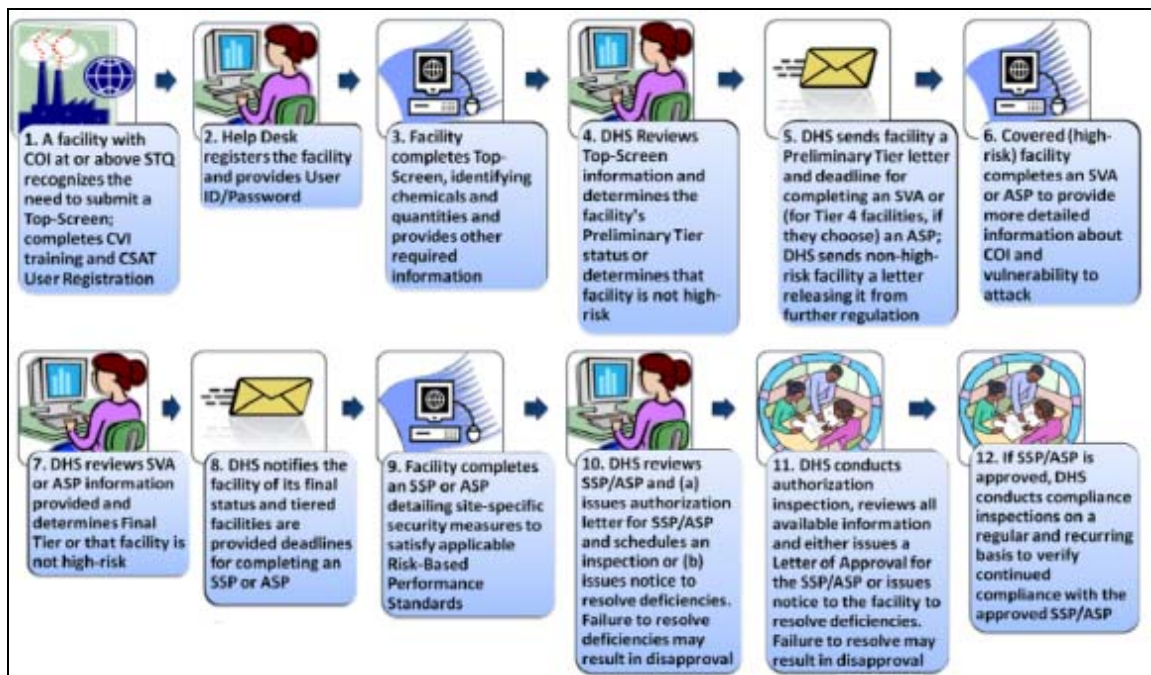 1. A facility with
COI at or above STQ
recognizes the
need to submit a
Top-Screen;
completes CVI
training and CSAT
User Registration
2. Help Desk
registers the facility
and provides User
ID/Password
3. Facility
completes Top-
Screen, identifying
chemicals and
quantities and
provides other
required
information
4. DHS Reviews
Top-Screen
information and
determines the
facility's
Preliminary Tier
status or
determines that
facility is not high-
risk
5. DHS sends facility a
Preliminary Tier letter
and deadline for
completing an SVA or
(for Tier 4 facilities, if
they choose) an ASP;
DHS sends non-high-
risk facility a letter
releasing it from
further regulation
6. Covered (high-
risk) facility
completes an SVA
or ASP to provide
more detailed
information about
COI and
vulnerability to
attack
7. DHS reviews SVA
or ASP information
provided and
determines Final
Tier or that facility is
not high-risk
8. DHS notifies the
facility of its final
status and tiered
facilities are
provided deadlines
for completing an
SSP or ASP
9. Facility completes
an SSP or ASP
detailing site-specific
security measures to
satisfy applicable
Risk-Based
Performance
Standards
10. DHS reviews
SSP/ASP and (a)
issues authorization
letter for SSP/ASP
and schedules an
inspection or (b)
issues notice to
resolve deficiencies.
Failure to resolve
deficiencies may
result in disapproval
11. DHS conducts
authorization
inspection, reviews all
available information
and either issues a
Letter of Approval for
the SSP/ASP or issues
notice to the facility to
resolve deficiencies.
Failure to resolve may
result in disapproval
12. If SSP/ASP is
approved, DHS
conducts compliance
inspections on a
regular and recurring
basis to verify
continued
compliance with the
approved SSP/ASP